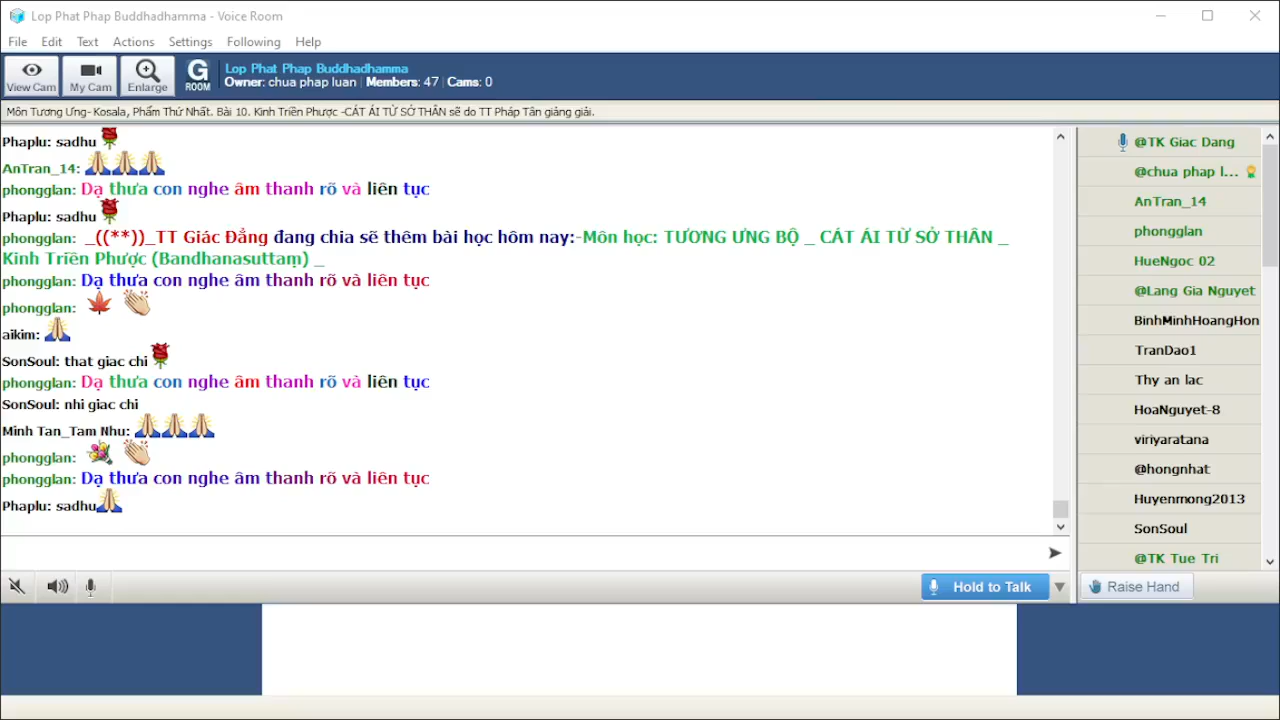 Lop Phat Phap Buddhadhamma - Voice Room
File Edit Text Actions Settings Following Help
View Cam My Cam Enlarge G ROOM
Lop Phat Phap Buddhadhamma
Owner: chua phap luan | Members: 47 | Cams: 0
Môn Tương Ưng- Kosala, Phẩm Thứ Nhất. Bài 10. Kinh Triền Phược -CÁT ÁI TỪ SỞ THÂN sẽ do TT Pháp Tân giảng giải.
Phaplu: sadhu
AnTran_14:
phongglan: Dạ thưa con nghe âm thanh rõ và liên tục
Phaplu: sadhu
phongglan: _((**))_TT Giác Đẳng đang chia sẽ thêm bài học hôm nay:-Môn học: TƯƠNG ƯNG BỘ _ CÁT ÁI TỪ SỞ THÂN _
Kinh Triền Phược (Bandhanasuttaṃ) _
phongglan: Dạ thưa con nghe âm thanh rõ và liên tục
phongglan:
aikim:
SonSoul: that giac chi
phongglan: Dạ thưa con nghe âm thanh rõ và liên tục
SonSoul: nhi giac chi
Minh Tan_Tam Nhu:
phongglan:
phongglan: Dạ thưa con nghe âm thanh rõ và liên tục
Phaplu: sadhu
@TK Giac Dang
@chua phap l...
AnTran_14
phongglan
HueNgoc 02
@Lang Gia Nguyet
BinhMinhHoangHon
TranDao1
Thy an lac
HoaNguyet-8
viriyaratana
@hongnhat
Huyenmong2013
SonSoul
@TK Tue Tri
Hold to Talk
Raise Hand